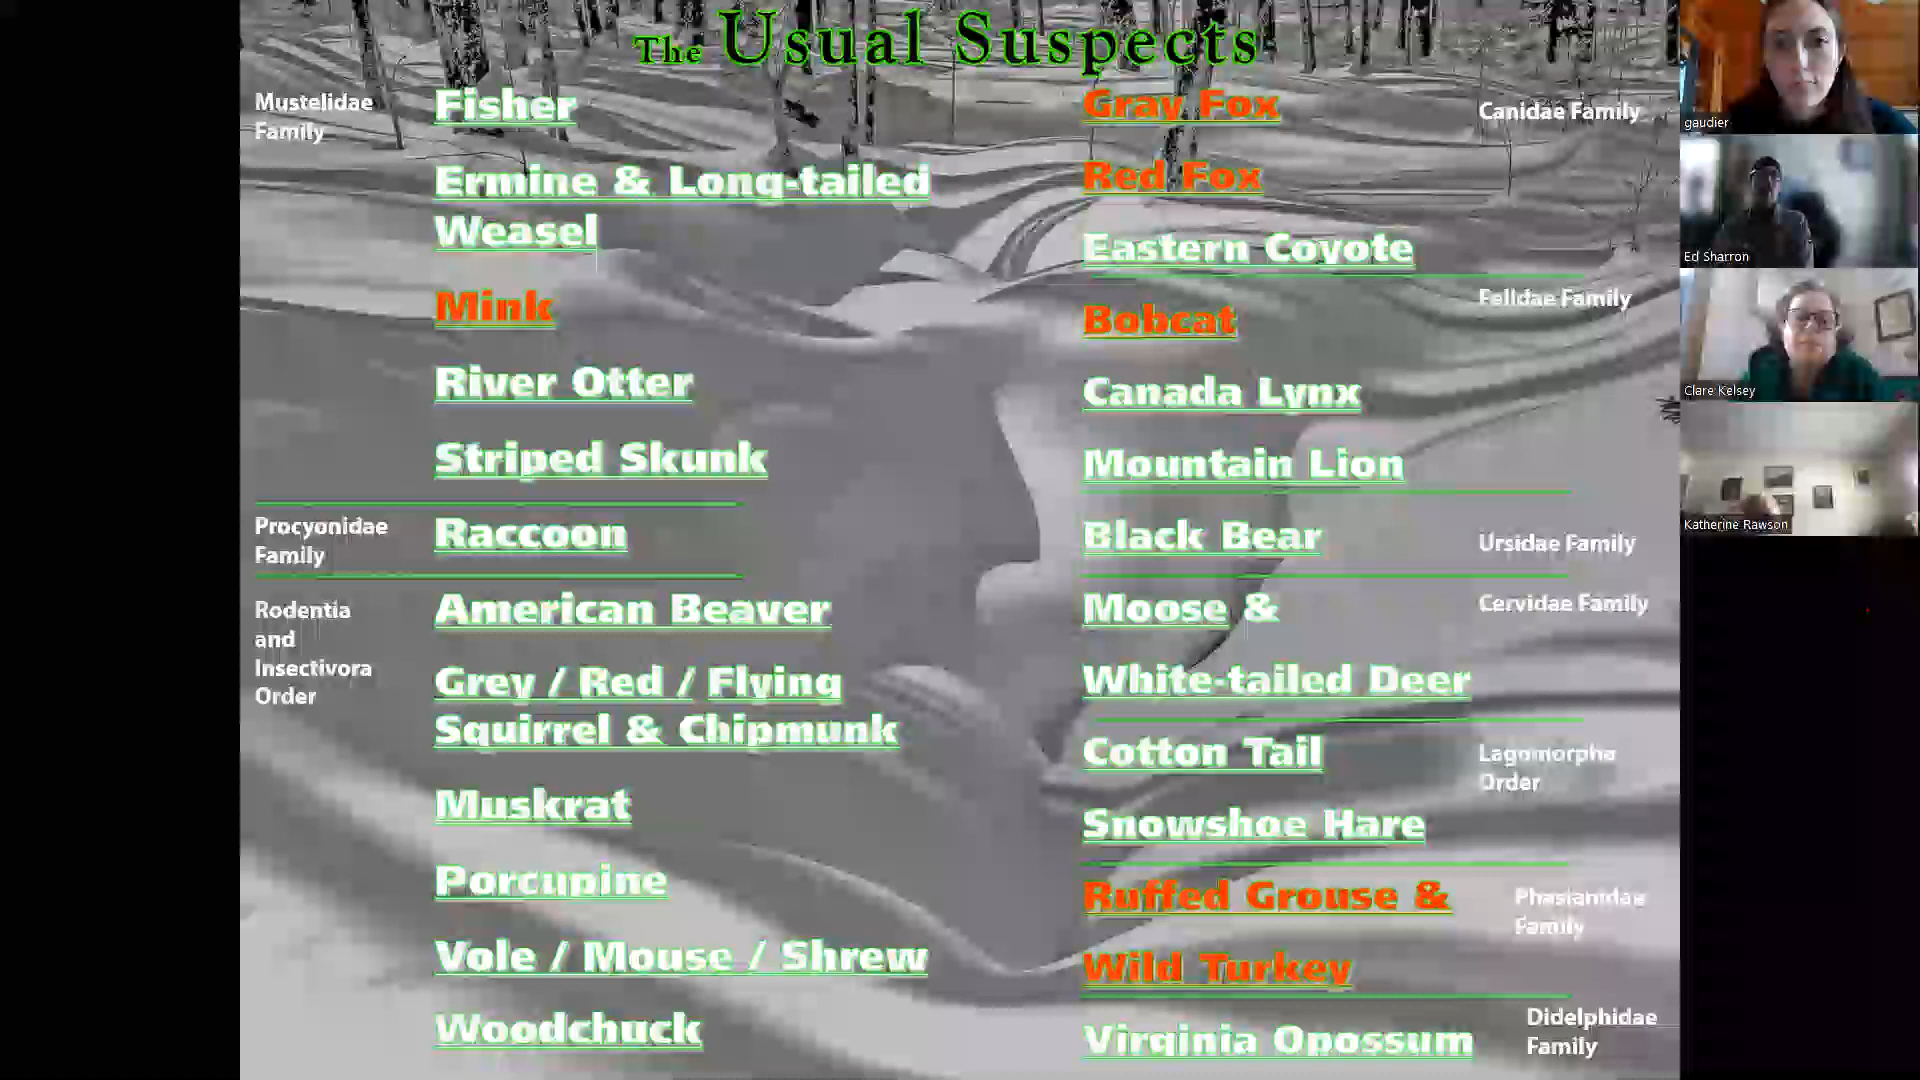 The Usual Suspects
Mustelidae
Family
Fisher
Ermine & Long-tailed
Weasel
Mink
River Otter
Striped Skunk
Procyonidae
Family
Raccoon
Rodentia
and
Insectivora
Order
American Beaver
Grey / Red / Flying
Squirrel & Chipmunk
Muskrat
Porcupine
Vole / Mouse / Shrew
Woodchuck
Gray Fox
Canidae Family
Red Fox
Eastern Coyote
Felidae Family
Bobcat
Canada Lynx
Mountain Lion
Black Bear
Ursidae Family
Moose &
Cervidae Family
White-tailed Deer
Cotton Tail
Lagomorpha
Order
Snowshoe Hare
Ruffed Grouse &
Phasianidae
Family
Wild Turkey
Virginia Opossum
Didelphidae
Family
gaudier
Ed Sharron
Clare Kelsey
Katherine Rawson